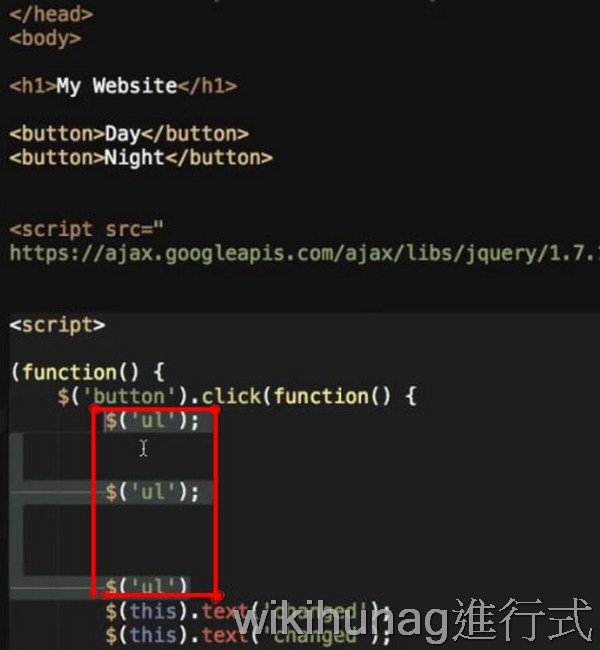 </head>
<body>
<h1>My Website</h1>
<button>Day</button>
<button>Night</button>
<script src="
https://ajax.googleapis.com/ajax/libs/jquery/1.7.
<script>
(function() {
$('button').click(function() {
$('ul');
$('ul');
$('ul')
$(this).text('changed');
$(this).text('changed');
wikihunag進行式